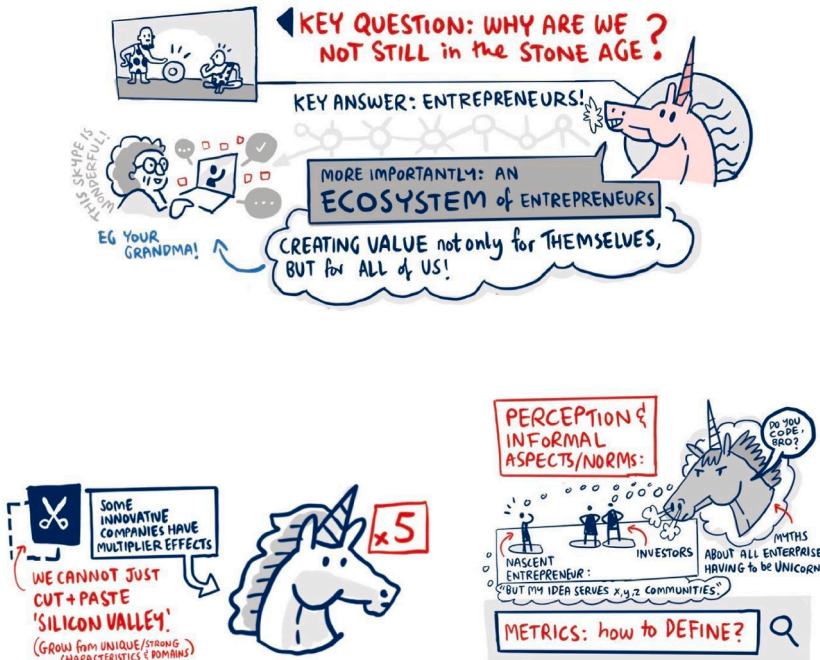 KEY QUESTION: WHY ARE WE
NOT STILL in the STONE AGE?
KEY ANSWER: ENTREPRENEURS!
THIS SKYPE IS
WONDERFUL!
MORE IMPORTANTLY: AN
ECOSYSTEM of ENTREPRENEURS
EG YOUR
GRANDMA!
CREATING VALUE not only for THEMSELVES,
BUT for ALL of US!
SOME
INNOVATIVE
COMPANIES HAVE
MULTIPLIER EFFECTS
x5
WE CANNOT JUST
CUT+PASTE
'SILICON VALLEY'.
(GROW from UNIQUE/STRONG
CHARACTERISTICS & DOMAINS)
PERCEPTION &
INFORMAL
ASPECTS/NORMS:
DO YOU
CODE,
BRO?
NASCENT
ENTREPRENEUR:
INVESTORS
"BUT MY IDEA SERVES x,y,z COMMUNITIES."
MYTHS
ABOUT ALL ENTERPRISE
HAVING to be UNICORN
METRICS: how to DEFINE?